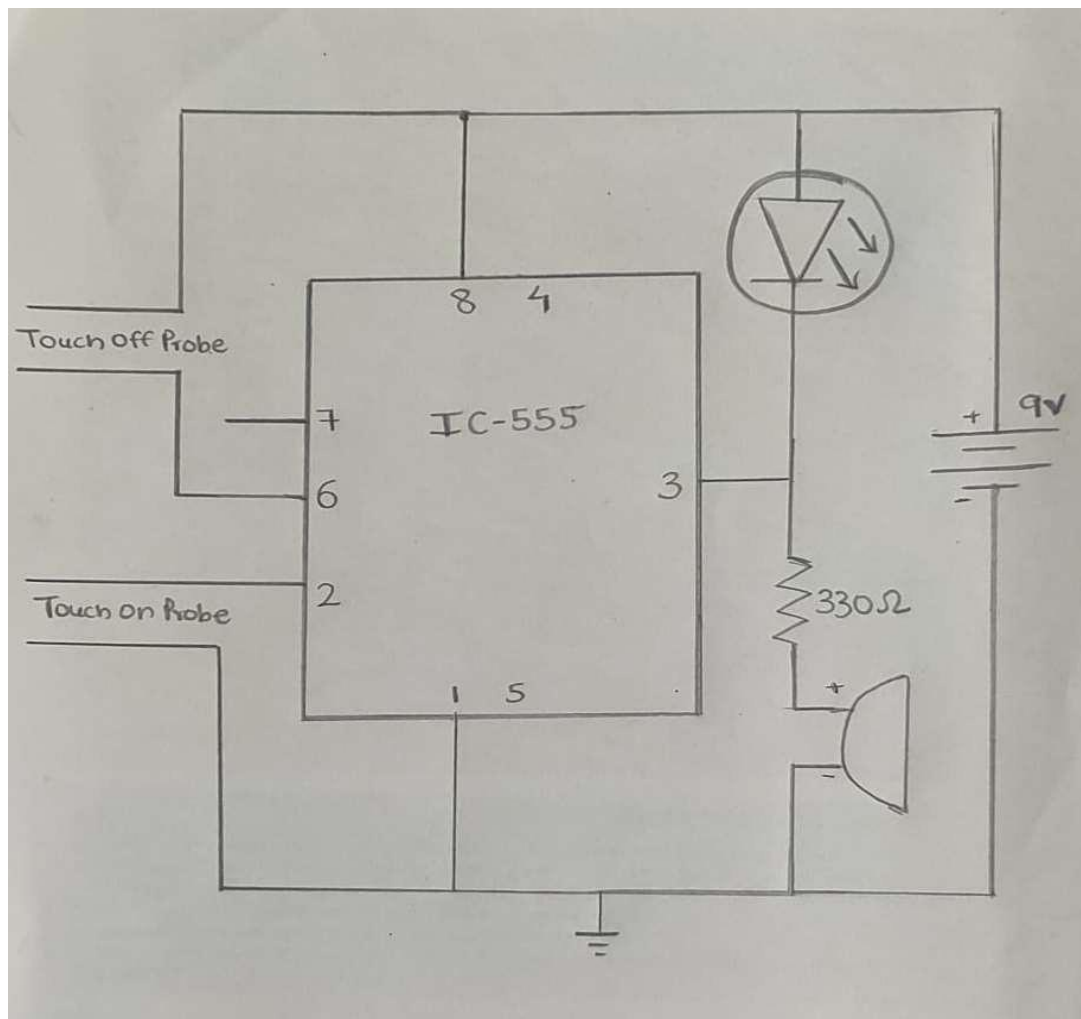 8 4
Touch off Probe
7
IC-555
+ 9V
6
3
-
2
330Ω
Touch on Probe
1 5
+
-